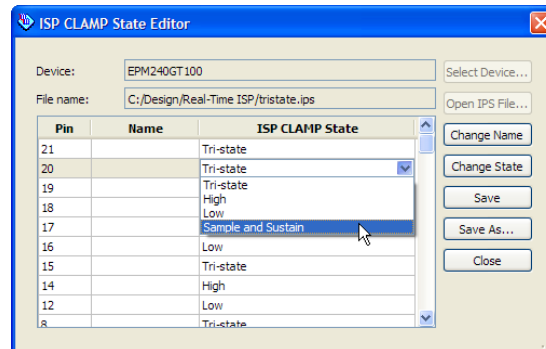 ISP CLAMP State Editor
Device: EPM240GT100 Select Device...
File name: C:/Design/Real-Time ISP/tristate.ips Open IPS File...
Pin Name ISP CLAMP State
21 Tri-state
20 Tri-state
19 Tri-state
High
18 Low
17 Sample and Sustain
16 Low
15 Tri-state
14 High
12 Low
8 Tri-state
Change Name
Change State
Save
Save As...
Close